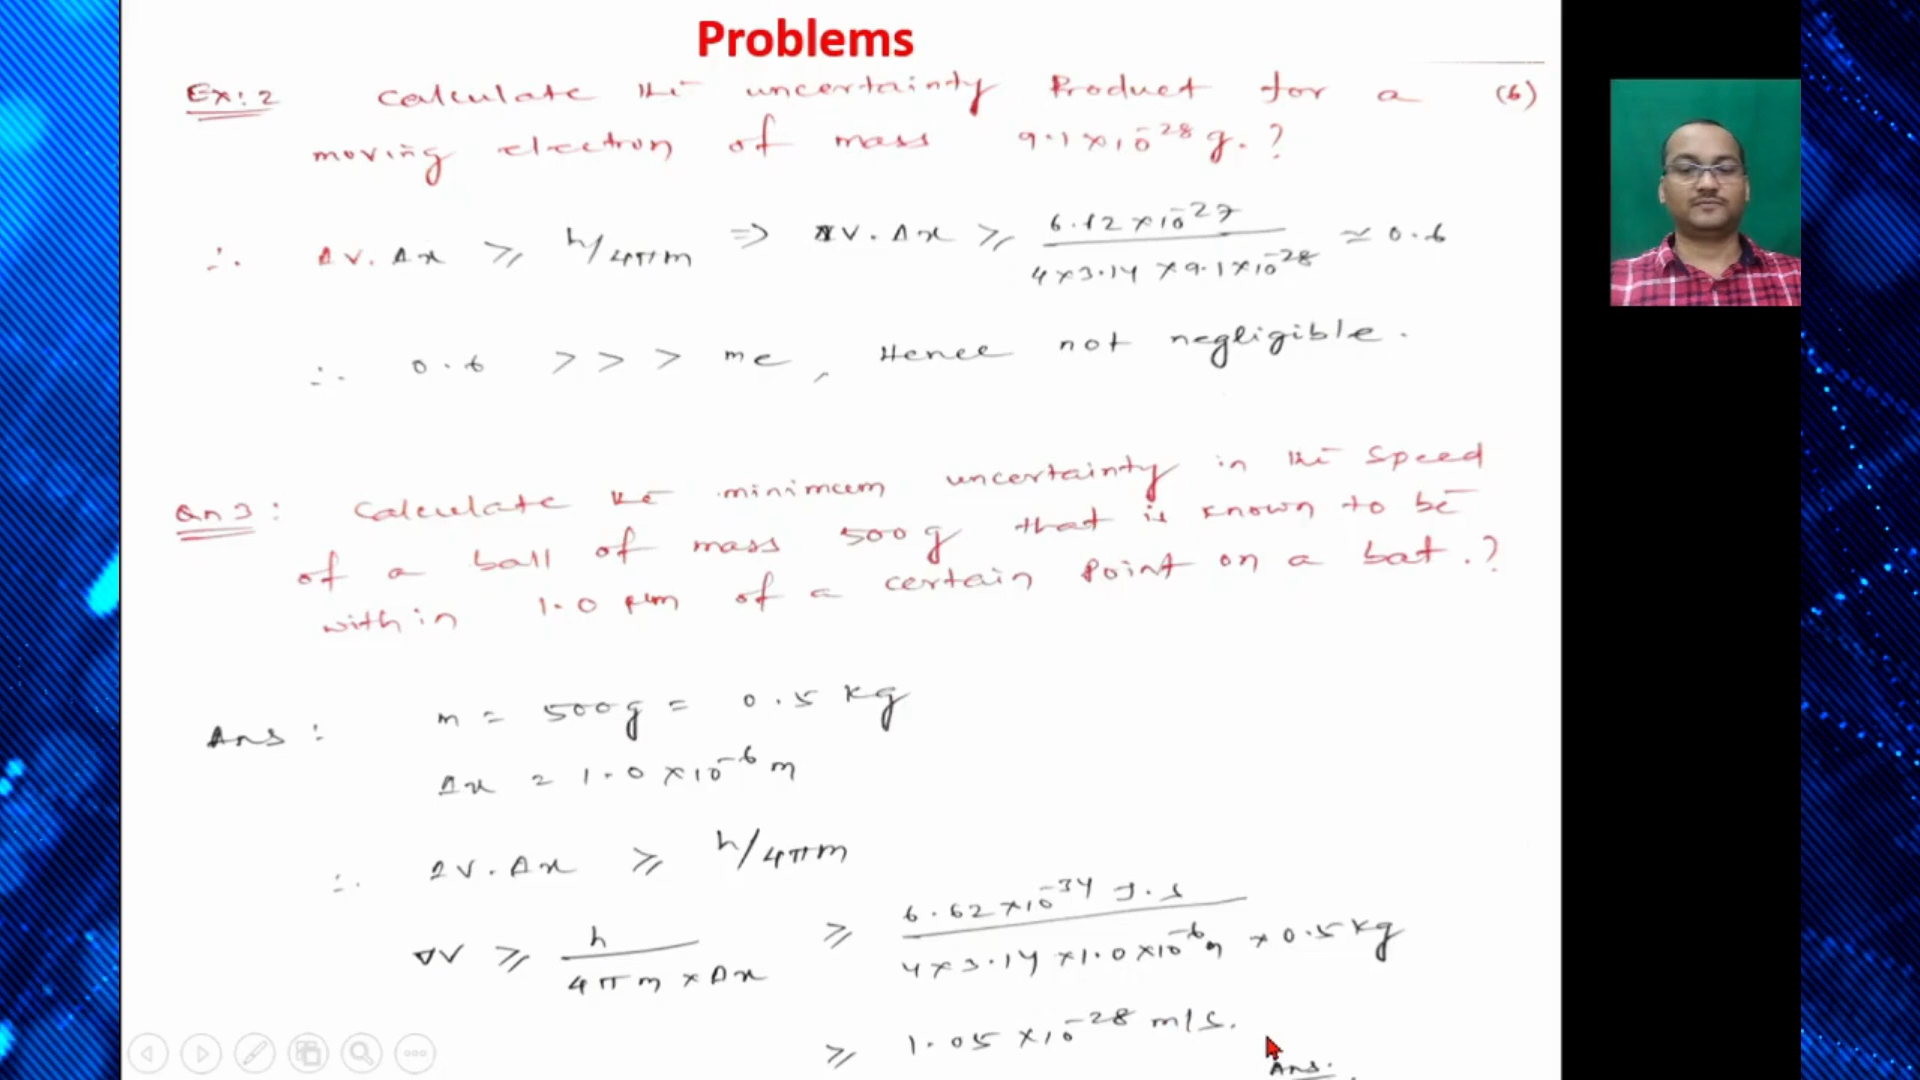 Problems
Ex: 2 Calculate the uncertainty Product for a (6)
moving electron of mass 9.1×10⁻²⁸ g.?
∴ Δv.Δx ≥ h/4πm ⇒ Δv.Δx ≥ 6.62×10⁻²⁷ / 4×3.14×9.1×10⁻²⁸ ≃ 0.6
∴ 0.6 >>> me, Hence not negligible.
Qn 3: Calculate the minimum uncertainty in the speed
of a ball of mass 500 g that is known to be
within 1.0 μm of a certain point on a bat.?
Ans: m = 500g = 0.5 kg
Δx = 1.0×10⁻⁶ m
∴ Δv.Δx ≥ h/4πm
∇v ≥ h / 4πm×Δx ≥ 6.62×10⁻³⁴ J.s / 4×3.14×1.0×10⁻⁶m × 0.5 kg
≥ 1.05×10⁻²⁸ m/s.
Ans.